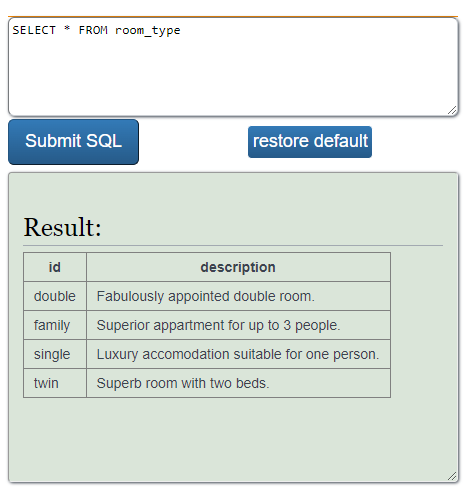 SELECT * FROM room_type
Submit SQL restore default
Result:
id description
double Fabulously appointed double room.
family Superior appartment for up to 3 people.
single Luxury accomodation suitable for one person.
twin Superb room with two beds.